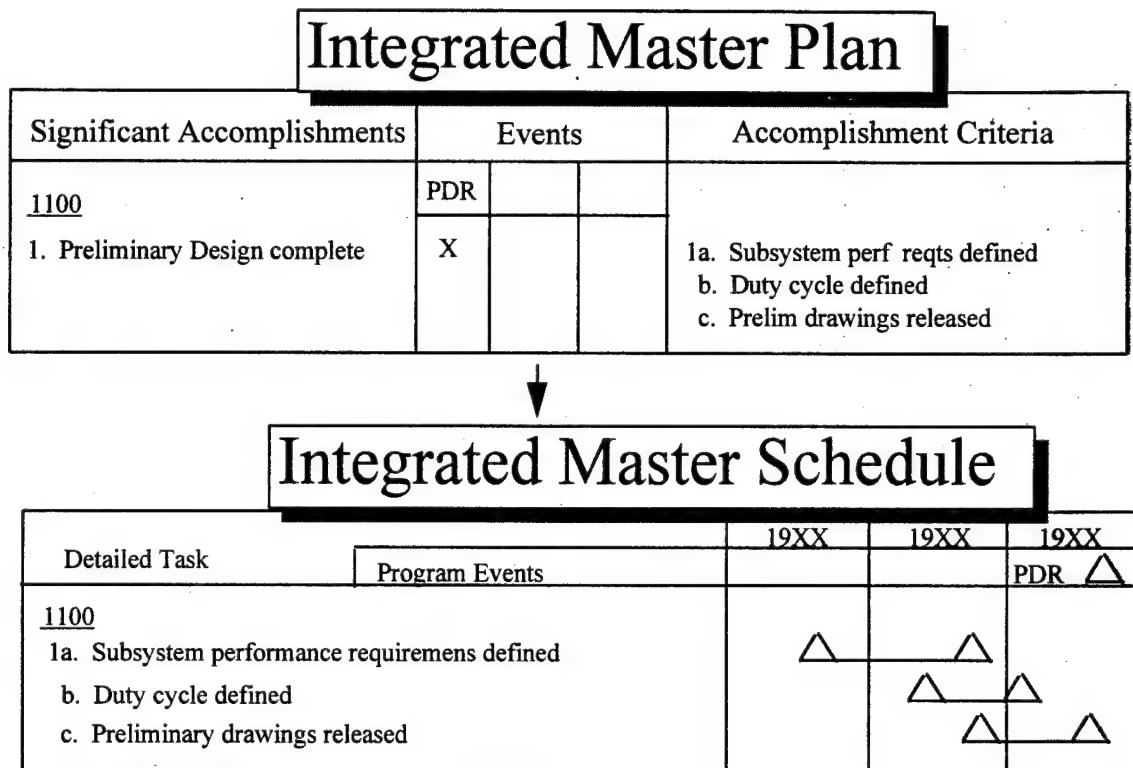 Integrated Master Plan
Significant Accomplishments Events Accomplishment Criteria
PDR
1100
1. Preliminary Design complete X 1a. Subsystem perf reqts defined
b. Duty cycle defined
c. Prelim drawings released
Integrated Master Schedule
19XX 19XX 19XX
Detailed Task Program Events PDR
1100
1a. Subsystem performance requiremens defined
b. Duty cycle defined
c. Preliminary drawings released